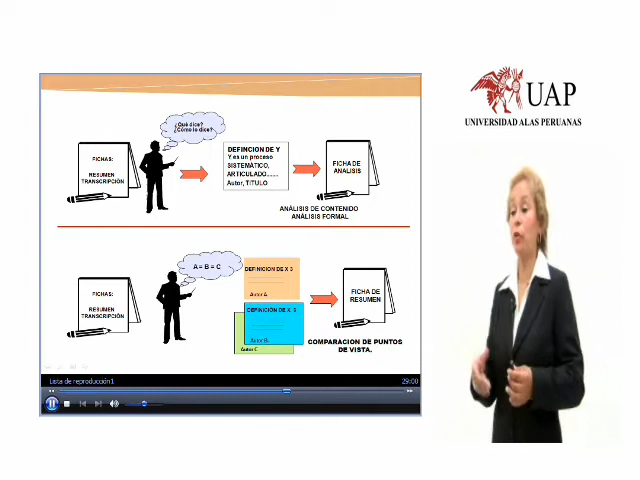 UAP
UNIVERSIDAD ALAS PERUANAS
¿Qué dice?
¿Cómo lo dice?
FICHAS:
RESUMEN
TRANSCRIPCIÓN
DEFINCION DE Y
Y es un proceso
SISTEMÁTICO,
ARTICULADO.......
Autor, TITULO
FICHA DE
ANALISIS
ANÁLISIS DE CONTENIDO
ANÁLISIS FORMAL
A = B = C
FICHAS:
RESUMEN
TRANSCRIPCIÓN
DEFINICION DE X 3
Autor A
DEFINICIÓN DE X 3
Autor B
Autor C
FICHA DE
RESUMEN
COMPARACION DE PUNTOS
DE VISTA.
Lista de reproducción1
29:00